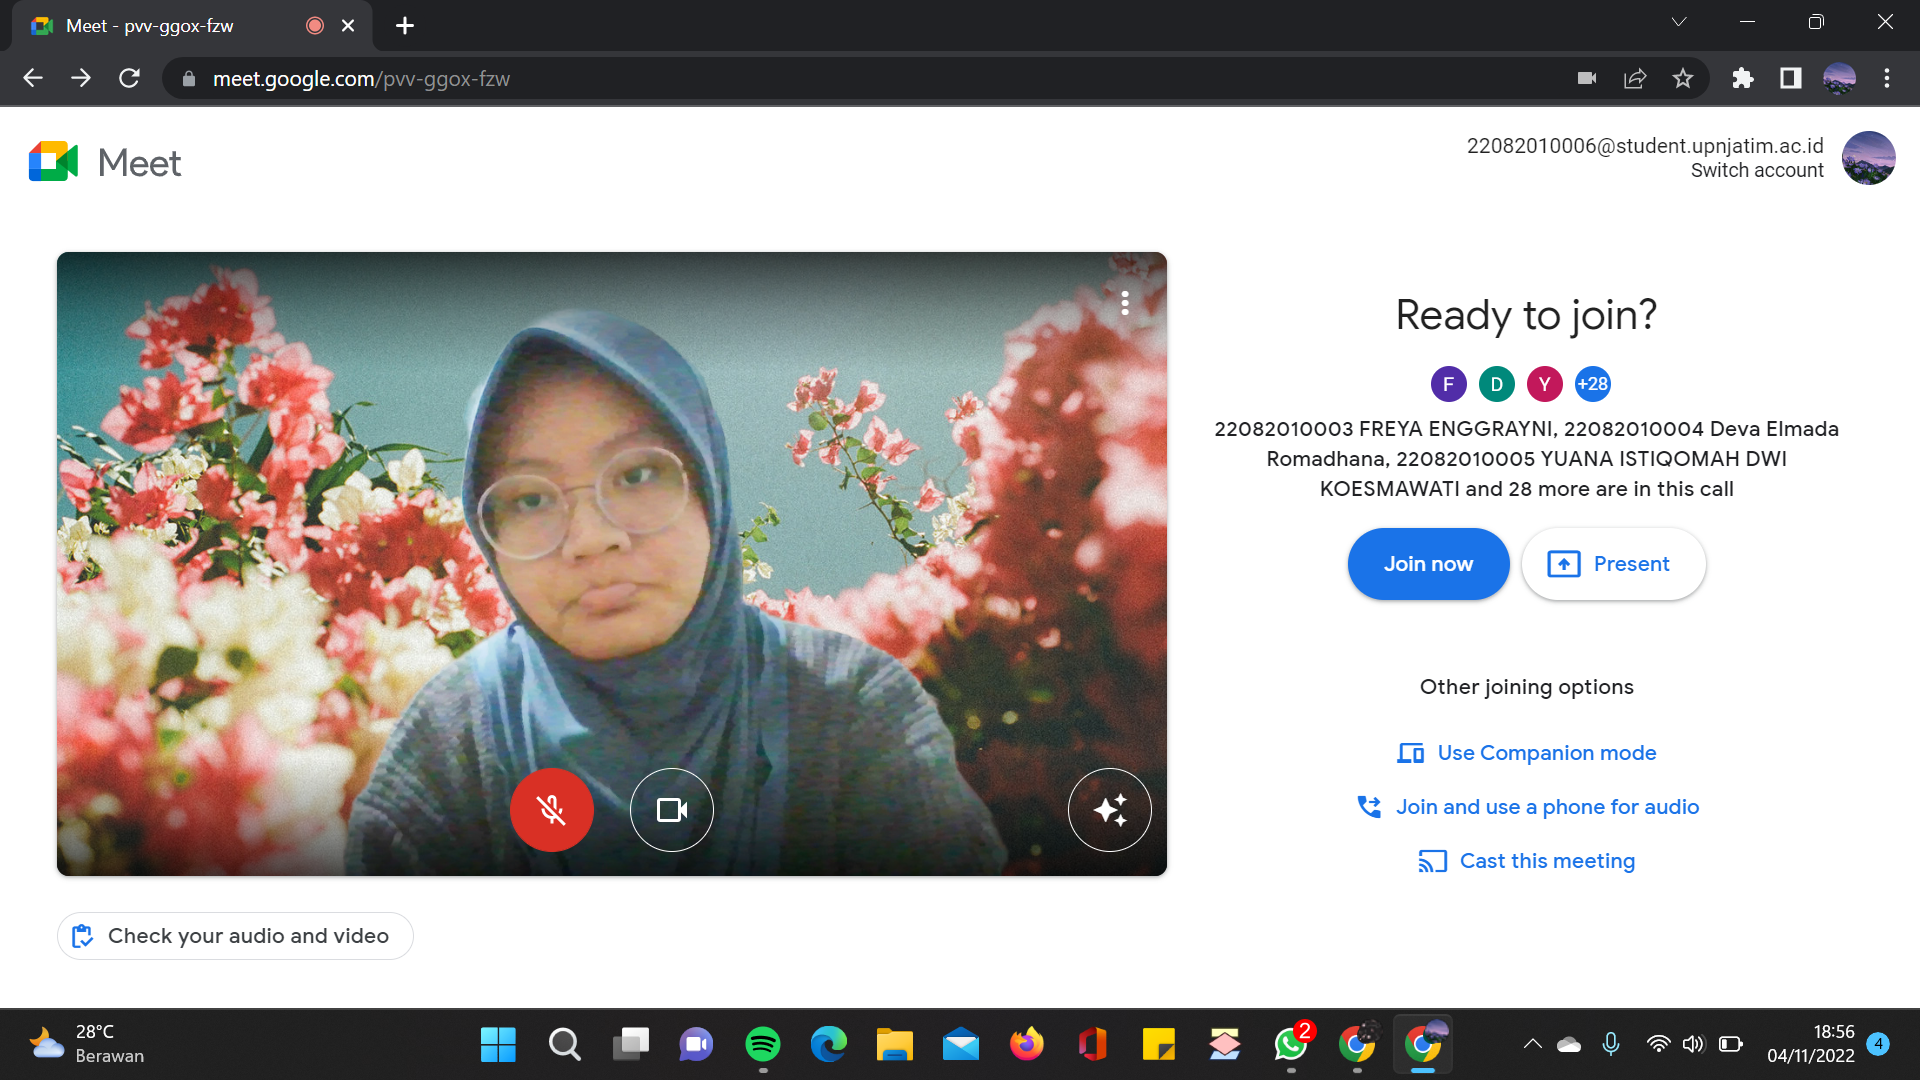 Meet - pvv-ggox-fzw
meet.google.com/pvv-ggox-fzw
Meet
22082010006@student.upnjatim.ac.id
Switch account
Ready to join?
F D Y +28
22082010003 FREYA ENGGRAYNI, 22082010004 Deva Elmada
Romadhana, 22082010005 YUANA ISTIQOMAH DWI
KOESMAWATI and 28 more are in this call
Join now
Present
Other joining options
Use Companion mode
Join and use a phone for audio
Cast this meeting
Check your audio and video
28°C
Berawan
2
18:56
04/11/2022
4